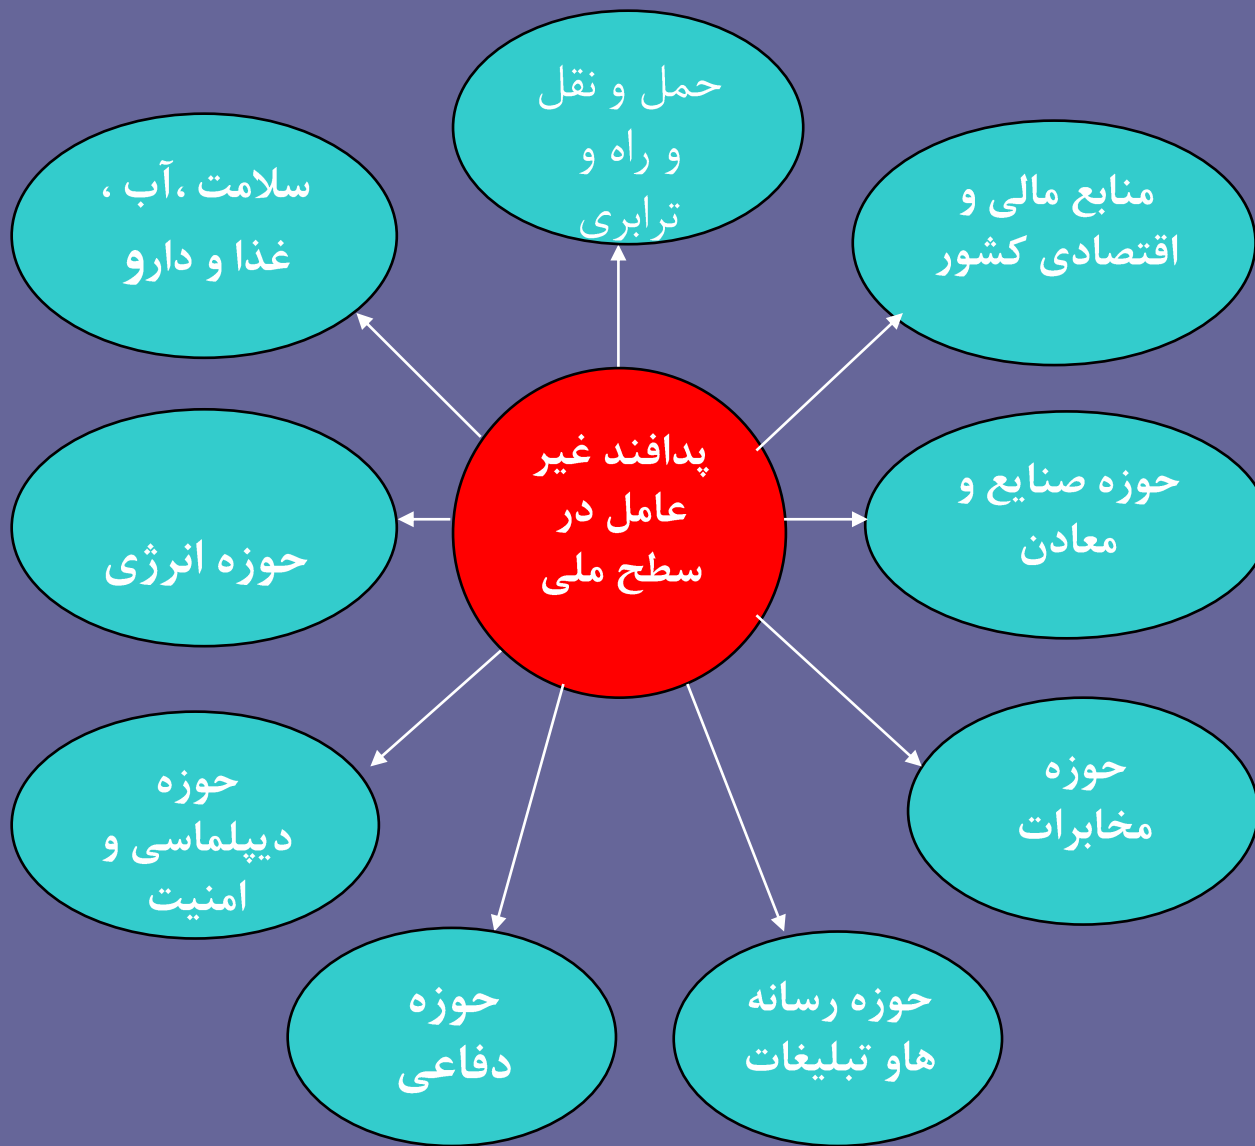 حمل و نقل
و راه و
ترابری
منابع مالی و
اقتصادی کشور
سلامت ،آب ،
غذا و دارو
پدافند غیر
عامل در
سطح ملی
حوزه صنایع و
معادن
حوزه انرژی
حوزه
مخابرات
حوزه
دیپلماسی و
امنیت
حوزه رسانه
هاو تبلیغات
حوزه
دفاعی